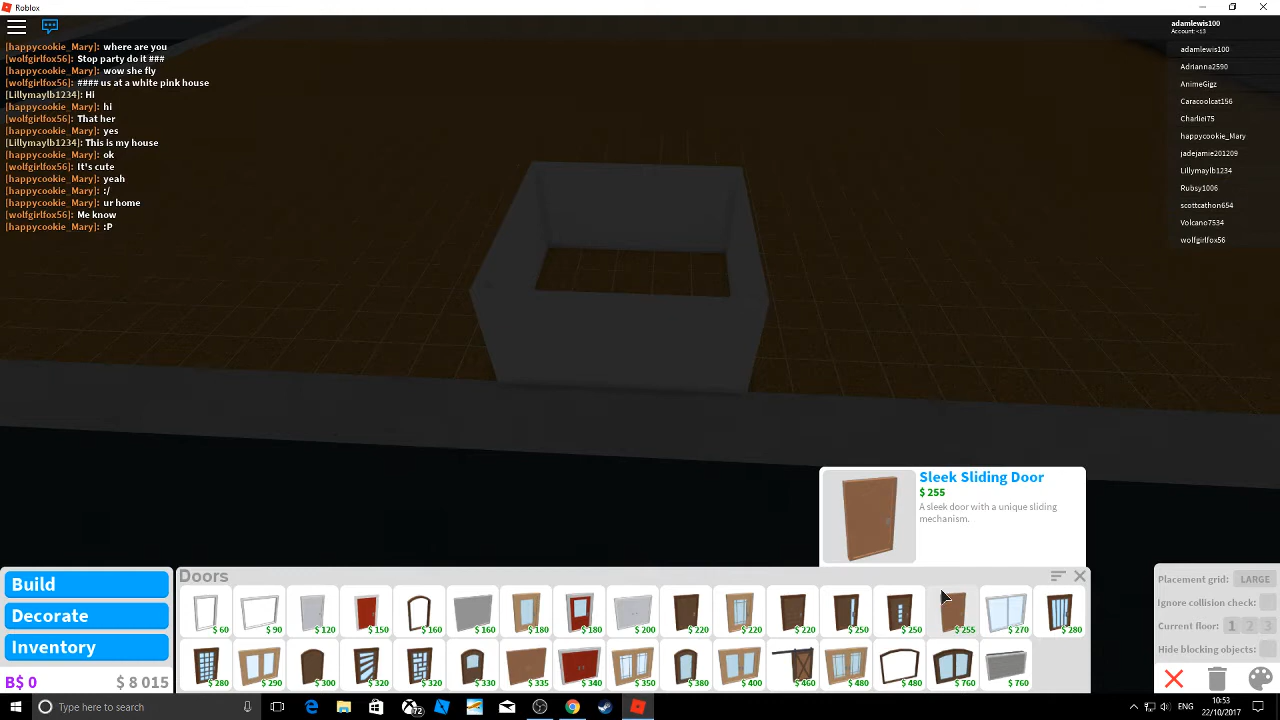 Roblox
adamlewis100
Account: <13
[happycookie_Mary]: where are you
[wolfgirlfox56]: Stop party do it ###
[happycookie_Mary]: wow she fly
[wolfgirlfox56]: #### us at a white pink house
[Lillymaylb1234]: Hi
[happycookie_Mary]: hi
[wolfgirlfox56]: That her
[happycookie_Mary]: yes
[Lillymaylb1234]: This is my house
[happycookie_Mary]: ok
[wolfgirlfox56]: It's cute
[happycookie_Mary]: yeah
[happycookie_Mary]: :/
[happycookie_Mary]: ur home
[wolfgirlfox56]: Me know
[happycookie_Mary]: :P
adamlewis100
Adrianna2590
AnimeGigz
Caracoolcat156
Charliei75
happycookie_Mary
jadejamie201209
Lillymaylb1234
Rubsy1006
scottcathon654
Volcano7534
wolfgirlfox56
Sleek Sliding Door
$ 255
A sleek door with a unique sliding
mechanism.
Build
Decorate
Inventory
B$ 0 $ 8 015
Doors
$ 60 $ 90 $ 120 $ 150 $ 160 $ 160 $ 180 $ 180 $ 200 $ 220 $ 220 $ 220 $ 250 $ 250 $ 255 $ 270 $ 280
$ 280 $ 290 $ 300 $ 320 $ 320 $ 330 $ 335 $ 340 $ 350 $ 380 $ 400 $ 460 $ 480 $ 480 $ 760 $ 760
Placement grid: LARGE
Ignore collision check:
Current floor: 1 2 3
Hide blocking objects:
Type here to search
72
ENG
10:53
22/10/2017